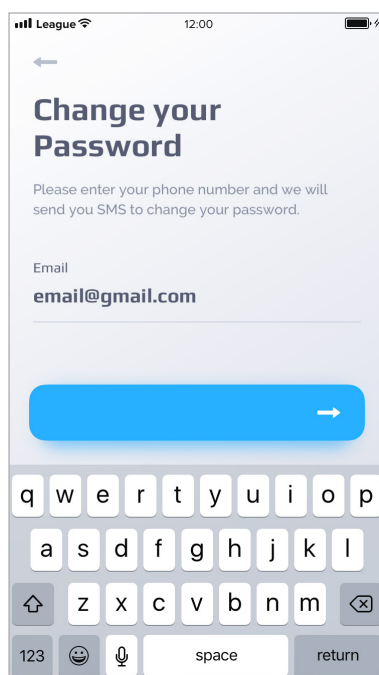 League 12:00
Change your
Password
Please enter your phone number and we will
send you SMS to change your password.
Email
email@gmail.com
q w e r t y u i o p
a s d f g h j k l
z x c v b n m
123 space return